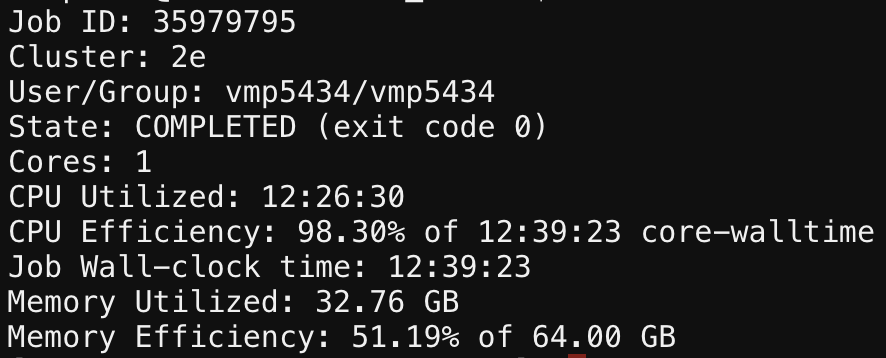 Job ID: 35979795
Cluster: 2e
User/Group: vmp5434/vmp5434
State: COMPLETED (exit code 0)
Cores: 1
CPU Utilized: 12:26:30
CPU Efficiency: 98.30% of 12:39:23 core-walltime
Job Wall-clock time: 12:39:23
Memory Utilized: 32.76 GB
Memory Efficiency: 51.19% of 64.00 GB